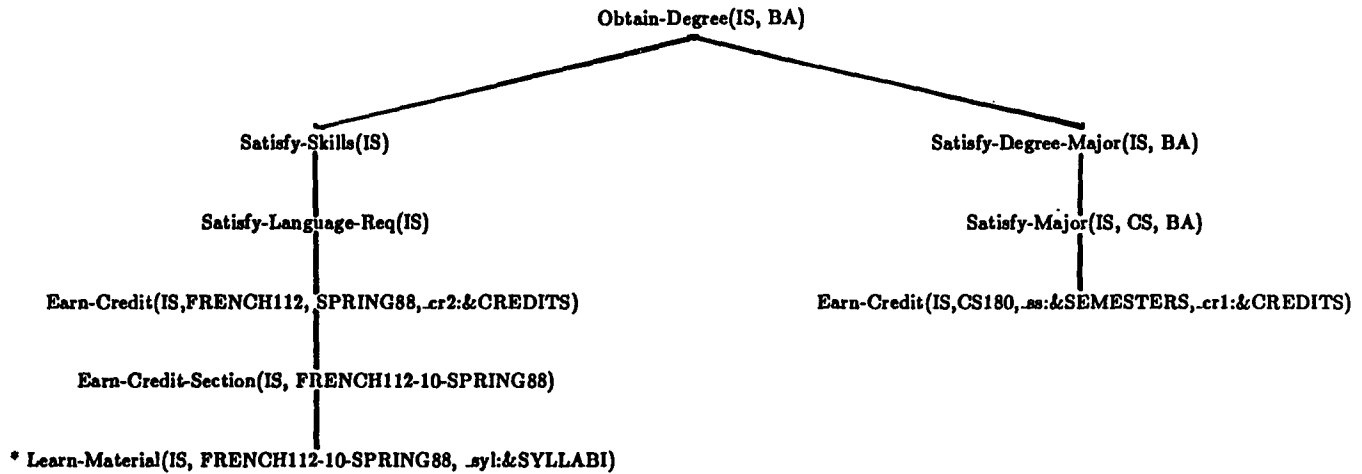 Obtain-Degree(IS, BA)
Satisfy-Skills(IS)
Satisfy-Degree-Major(IS, BA)
Satisfy-Language-Req(IS)
Satisfy-Major(IS, CS, BA)
Earn-Credit(IS,FRENCH112, SPRING88,_cr2:&CREDITS)
Earn-Credit(IS,CS180,_ss:&SEMESTERS,_cr1:&CREDITS)
Earn-Credit-Section(IS, FRENCH112-10-SPRING88)
* Learn-Material(IS, FRENCH112-10-SPRING88, _syl:&SYLLABI)